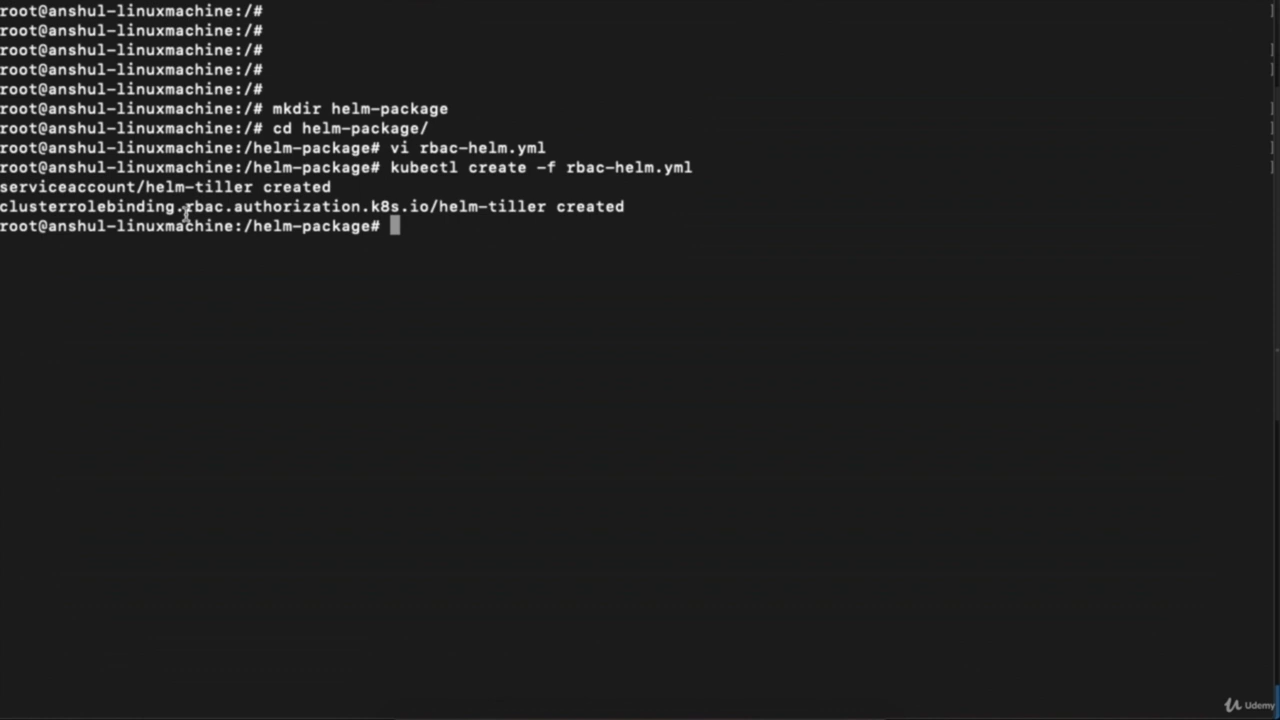 root@anshul-linuxmachine:/#
root@anshul-linuxmachine:/#
root@anshul-linuxmachine:/#
root@anshul-linuxmachine:/#
root@anshul-linuxmachine:/#
root@anshul-linuxmachine:/# mkdir helm-package
root@anshul-linuxmachine:/# cd helm-package/
root@anshul-linuxmachine:/helm-package# vi rbac-helm.yml
root@anshul-linuxmachine:/helm-package# kubectl create -f rbac-helm.yml
serviceaccount/helm-tiller created
clusterrolebinding.rbac.authorization.k8s.io/helm-tiller created
root@anshul-linuxmachine:/helm-package#
Udemy